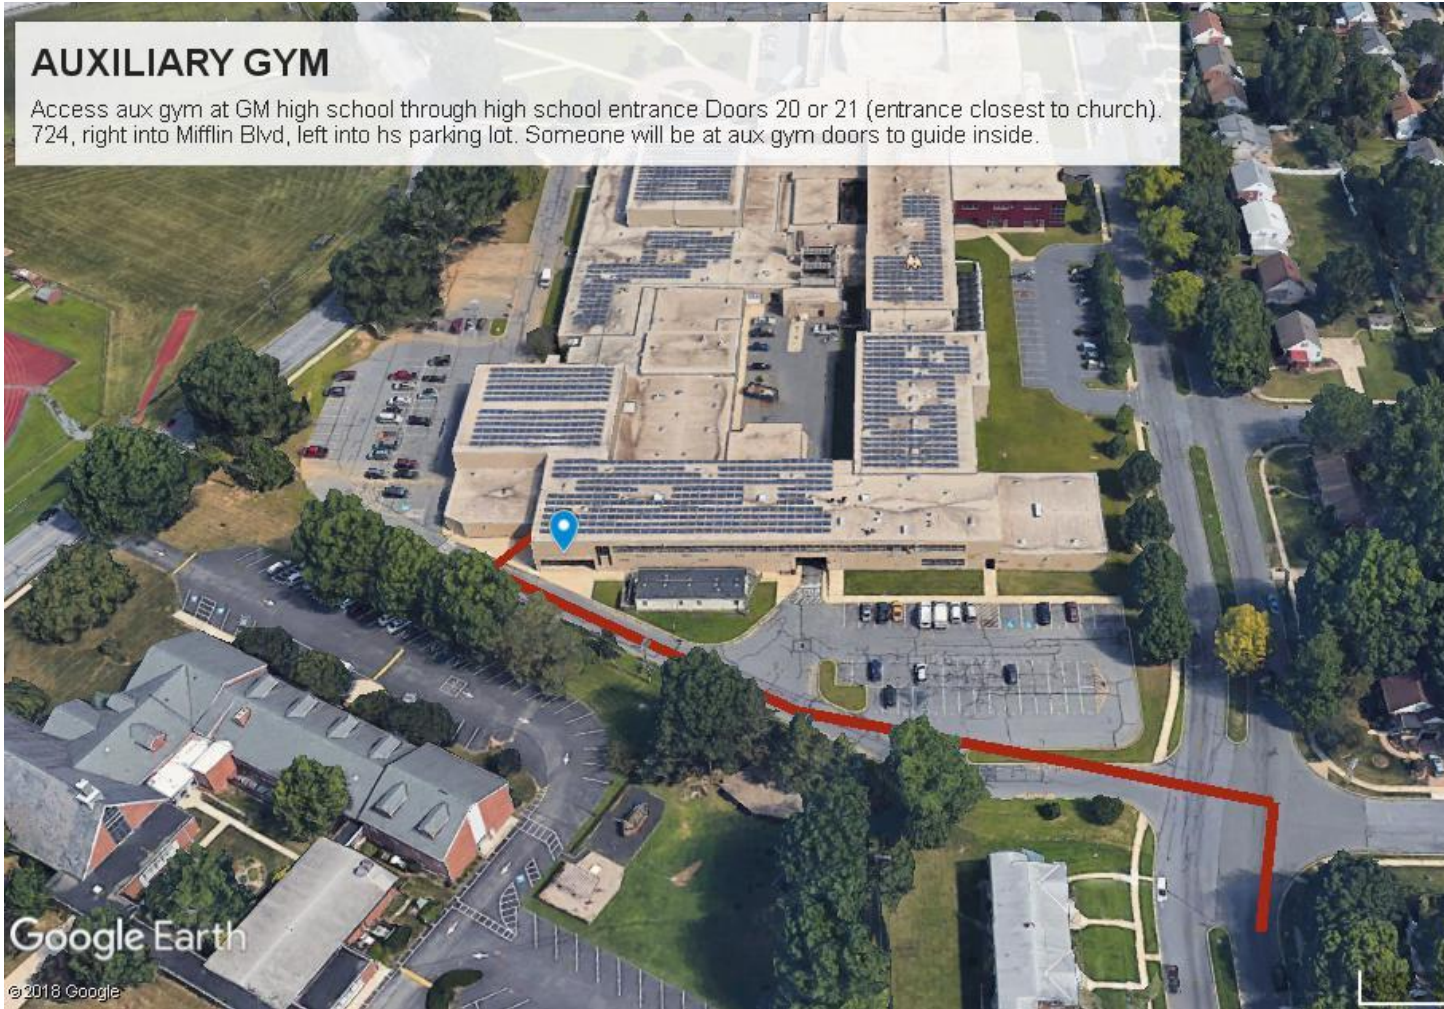 AUXILIARY GYM
Access aux gym at GM high school through high school entrance Doors 20 or 21 (entrance closest to church).
724, right into Mifflin Blvd, left into hs parking lot. Someone will be at aux gym doors to guide inside.
Google Earth
©2018 Google